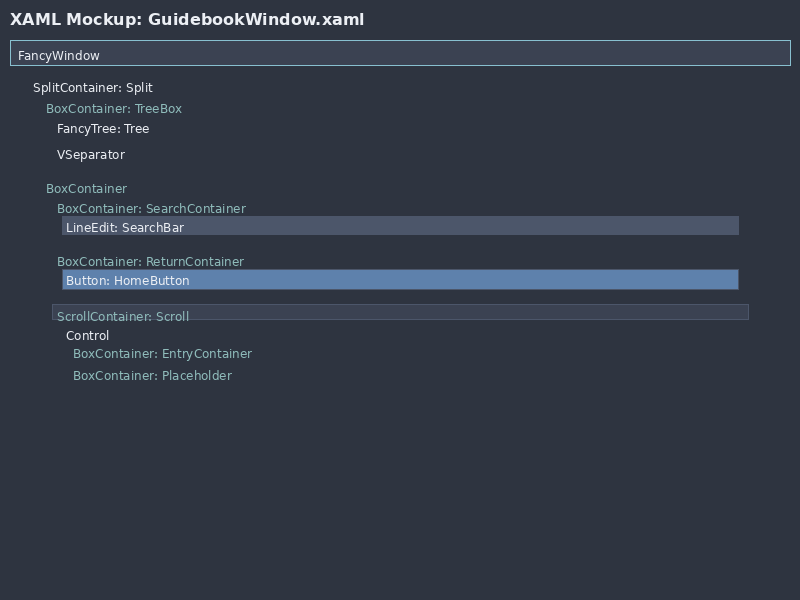 XAML Mockup: GuidebookWindow.xaml
FancyWindow
SplitContainer: Split
BoxContainer: TreeBox
FancyTree: Tree
VSeparator
BoxContainer
BoxContainer: SearchContainer
LineEdit: SearchBar
BoxContainer: ReturnContainer
Button: HomeButton
ScrollContainer: Scroll
Control
BoxContainer: EntryContainer
BoxContainer: Placeholder